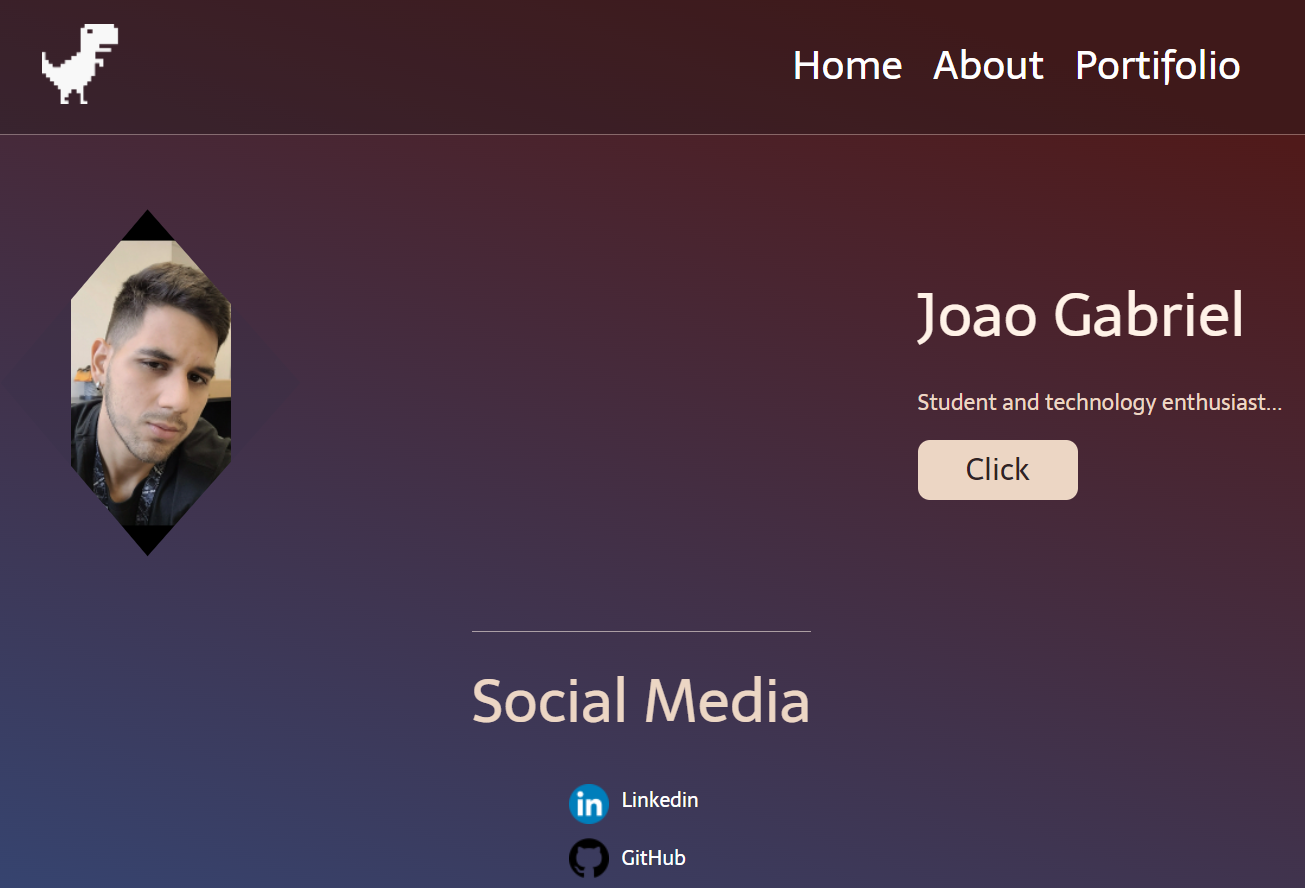 Home About Portifolio
Joao Gabriel
Student and technology enthusiast...
Click
Social Media
in Linkedin
GitHub